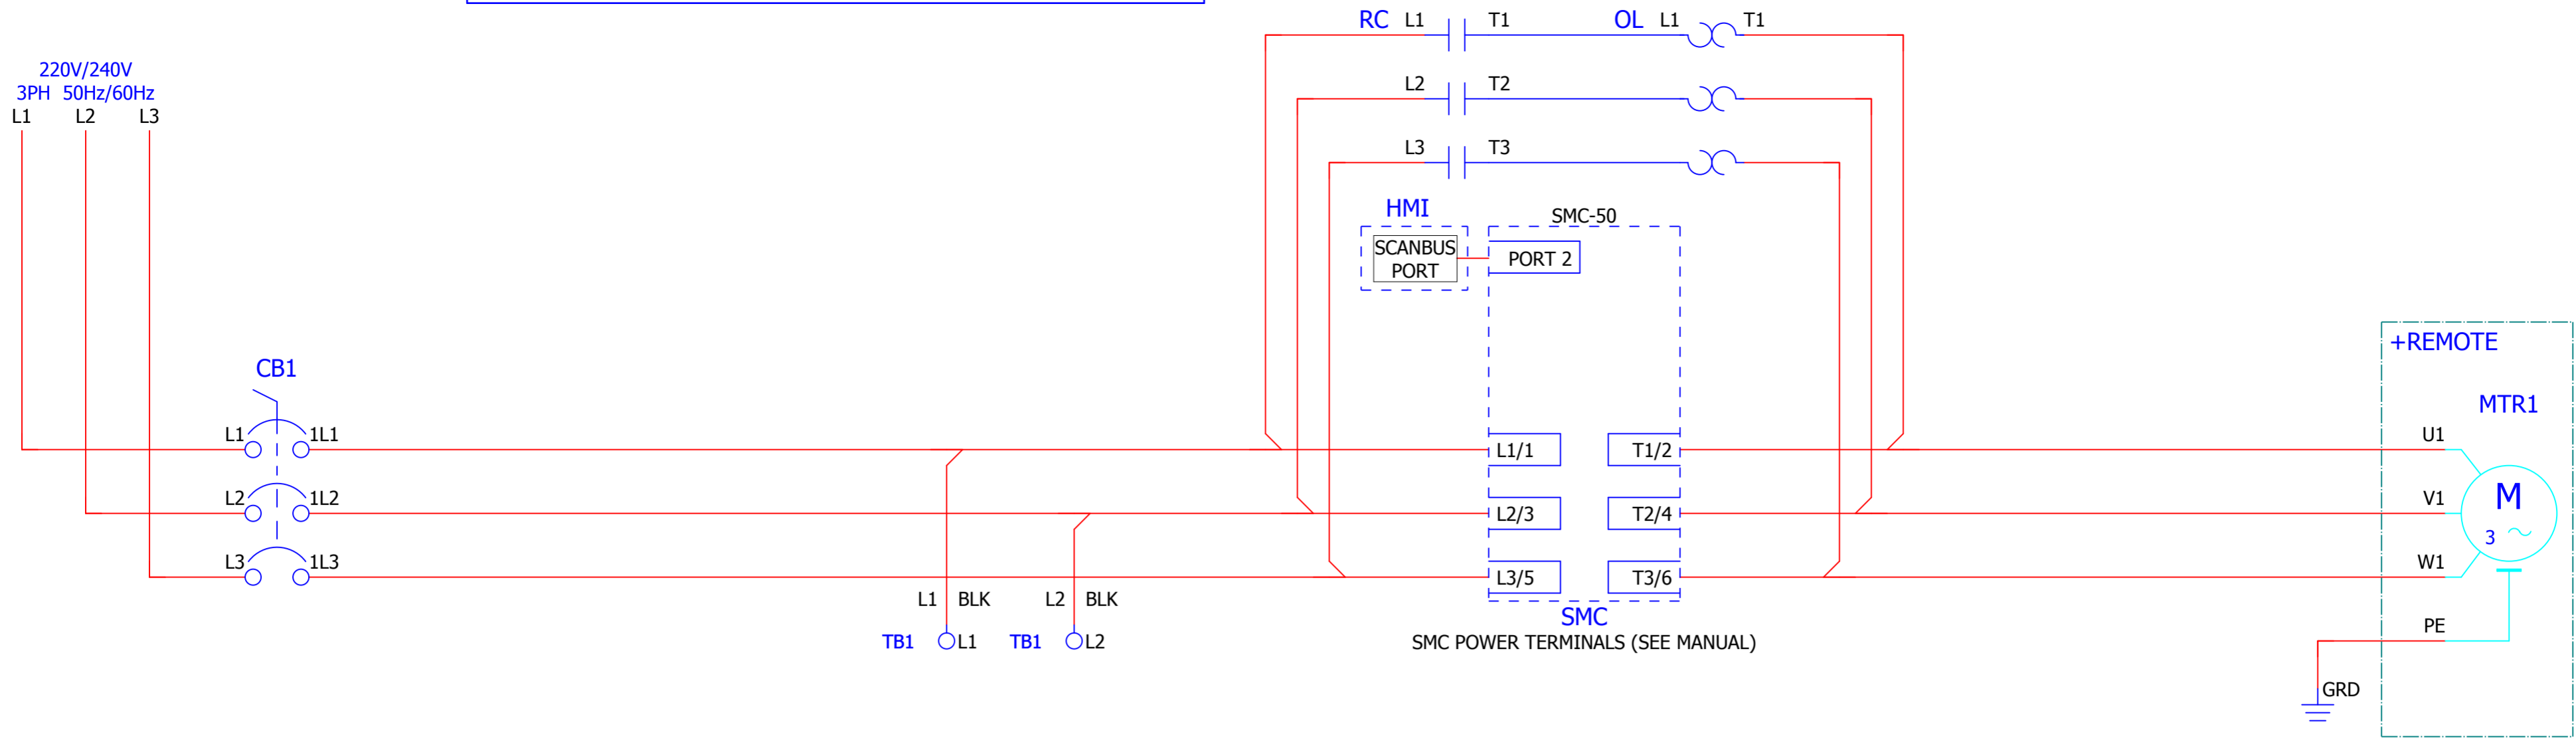 RC L1 T1 OL L1 T1
220V/240V
3PH 50Hz/60Hz
L1 L2 L3
L2 T2
L3 T3
HMI
SMC-50
SCANBUS
PORT
PORT 2
+REMOTE
MTR1
CB1
L1 1L1
L1/1 T1/2
U1
L2 1L2
L2/3 T2/4
V1
M
3
L3 1L3
L3/5 T3/6
W1
L1 BLK L2 BLK
TB1 L1 TB1 L2
SMC
SMC POWER TERMINALS (SEE MANUAL)
PE
GRD